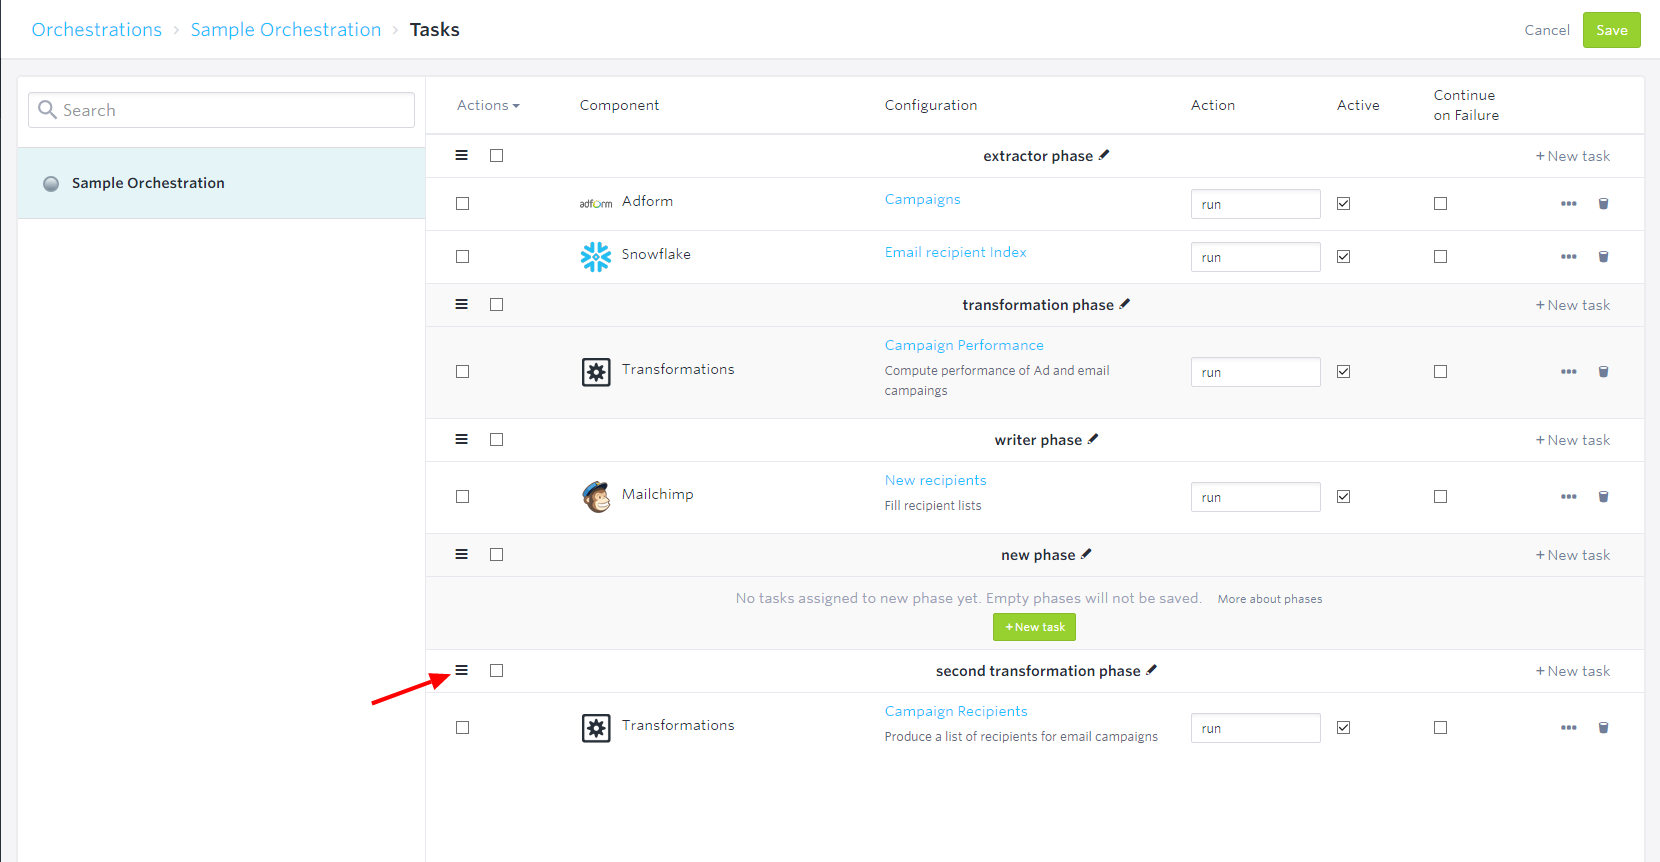 Orchestrations › Sample Orchestration › Tasks
Cancel
Save
Search
Sample Orchestration
Actions
Component
Configuration
Action
Active
Continue
on Failure
extractor phase
+ New task
adform
Adform
Campaigns
run
Snowflake
Email recipient Index
run
transformation phase
+ New task
Transformations
Campaign Performance
Compute performance of Ad and email
campaings
run
writer phase
+ New task
Mailchimp
New recipients
Fill recipient lists
run
new phase
+ New task
No tasks assigned to new phase yet. Empty phases will not be saved.
More about phases
+ New task
second transformation phase
+ New task
Transformations
Campaign Recipients
Produce a list of recipients for email campaigns
run